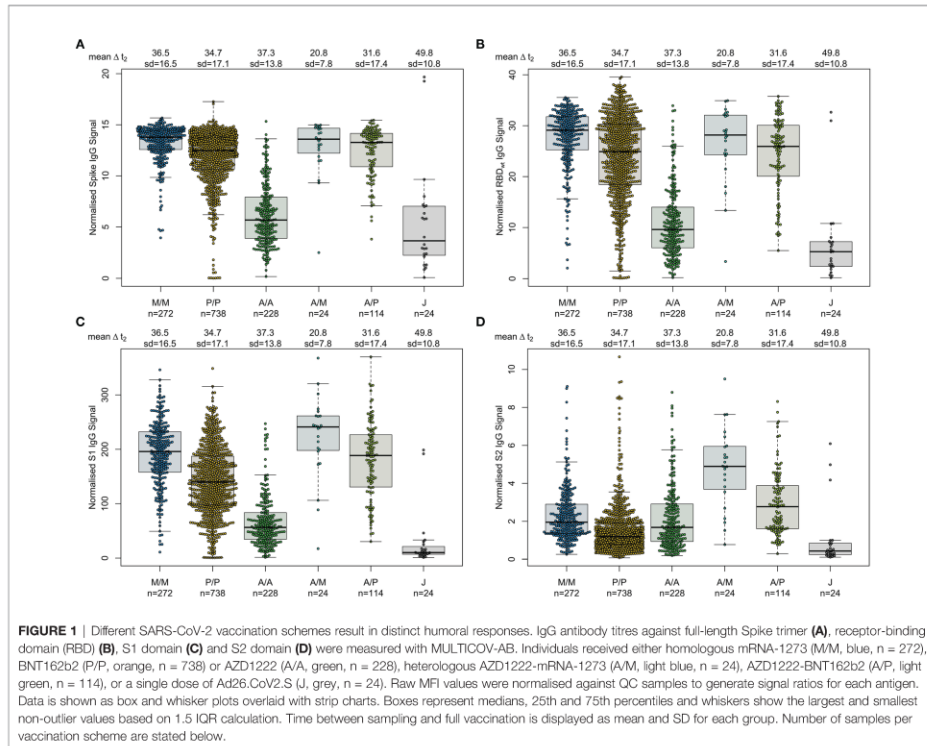 A
mean Δ t2
36.5 34.7 37.3 20.8 31.6 49.8
sd=16.5 sd=17.1 sd=13.8 sd=7.8 sd=17.4 sd=10.8
Normalised Spike IgG Signal
20
15
10
5
0
M/M P/P A/A A/M A/P J
n=272 n=738 n=228 n=24 n=114 n=24
B
mean Δ t2
36.5 34.7 37.3 20.8 31.6 49.8
sd=16.5 sd=17.1 sd=13.8 sd=7.8 sd=17.4 sd=10.8
Normalised RBDwt IgG Signal
40
30
20
10
0
M/M P/P A/A A/M A/P J
n=272 n=738 n=228 n=24 n=114 n=24
C
mean Δ t2
36.5 34.7 37.3 20.8 31.6 49.8
sd=16.5 sd=17.1 sd=13.8 sd=7.8 sd=17.4 sd=10.8
Normalised S1 IgG Signal
300
200
100
0
M/M P/P A/A A/M A/P J
n=272 n=738 n=228 n=24 n=114 n=24
D
mean Δ t2
36.5 34.7 37.3 20.8 31.6 49.8
sd=16.5 sd=17.1 sd=13.8 sd=7.8 sd=17.4 sd=10.8
Normalised S2 IgG Signal
10
8
6
4
2
0
M/M P/P A/A A/M A/P J
n=272 n=738 n=228 n=24 n=114 n=24
FIGURE 1 | Different SARS-CoV-2 vaccination schemes result in distinct humoral responses. IgG antibody titres against full-length Spike trimer (A), receptor-binding
domain (RBD) (B), S1 domain (C) and S2 domain (D) were measured with MULTICOV-AB. Individuals received either homologous mRNA-1273 (M/M, blue, n = 272),
BNT162b2 (P/P, orange, n = 738) or AZD1222 (A/A, green, n = 228), heterologous AZD1222-mRNA-1273 (A/M, light blue, n = 24), AZD1222-BNT162b2 (A/P, light
green, n = 114), or a single dose of Ad26.CoV2.S (J, grey, n = 24). Raw MFI values were normalised against QC samples to generate signal ratios for each antigen.
Data is shown as box and whisker plots overlaid with strip charts. Boxes represent medians, 25th and 75th percentiles and whiskers show the largest and smallest
non-outlier values based on 1.5 IQR calculation. Time between sampling and full vaccination is displayed as mean and SD for each group. Number of samples per
vaccination scheme are stated below.